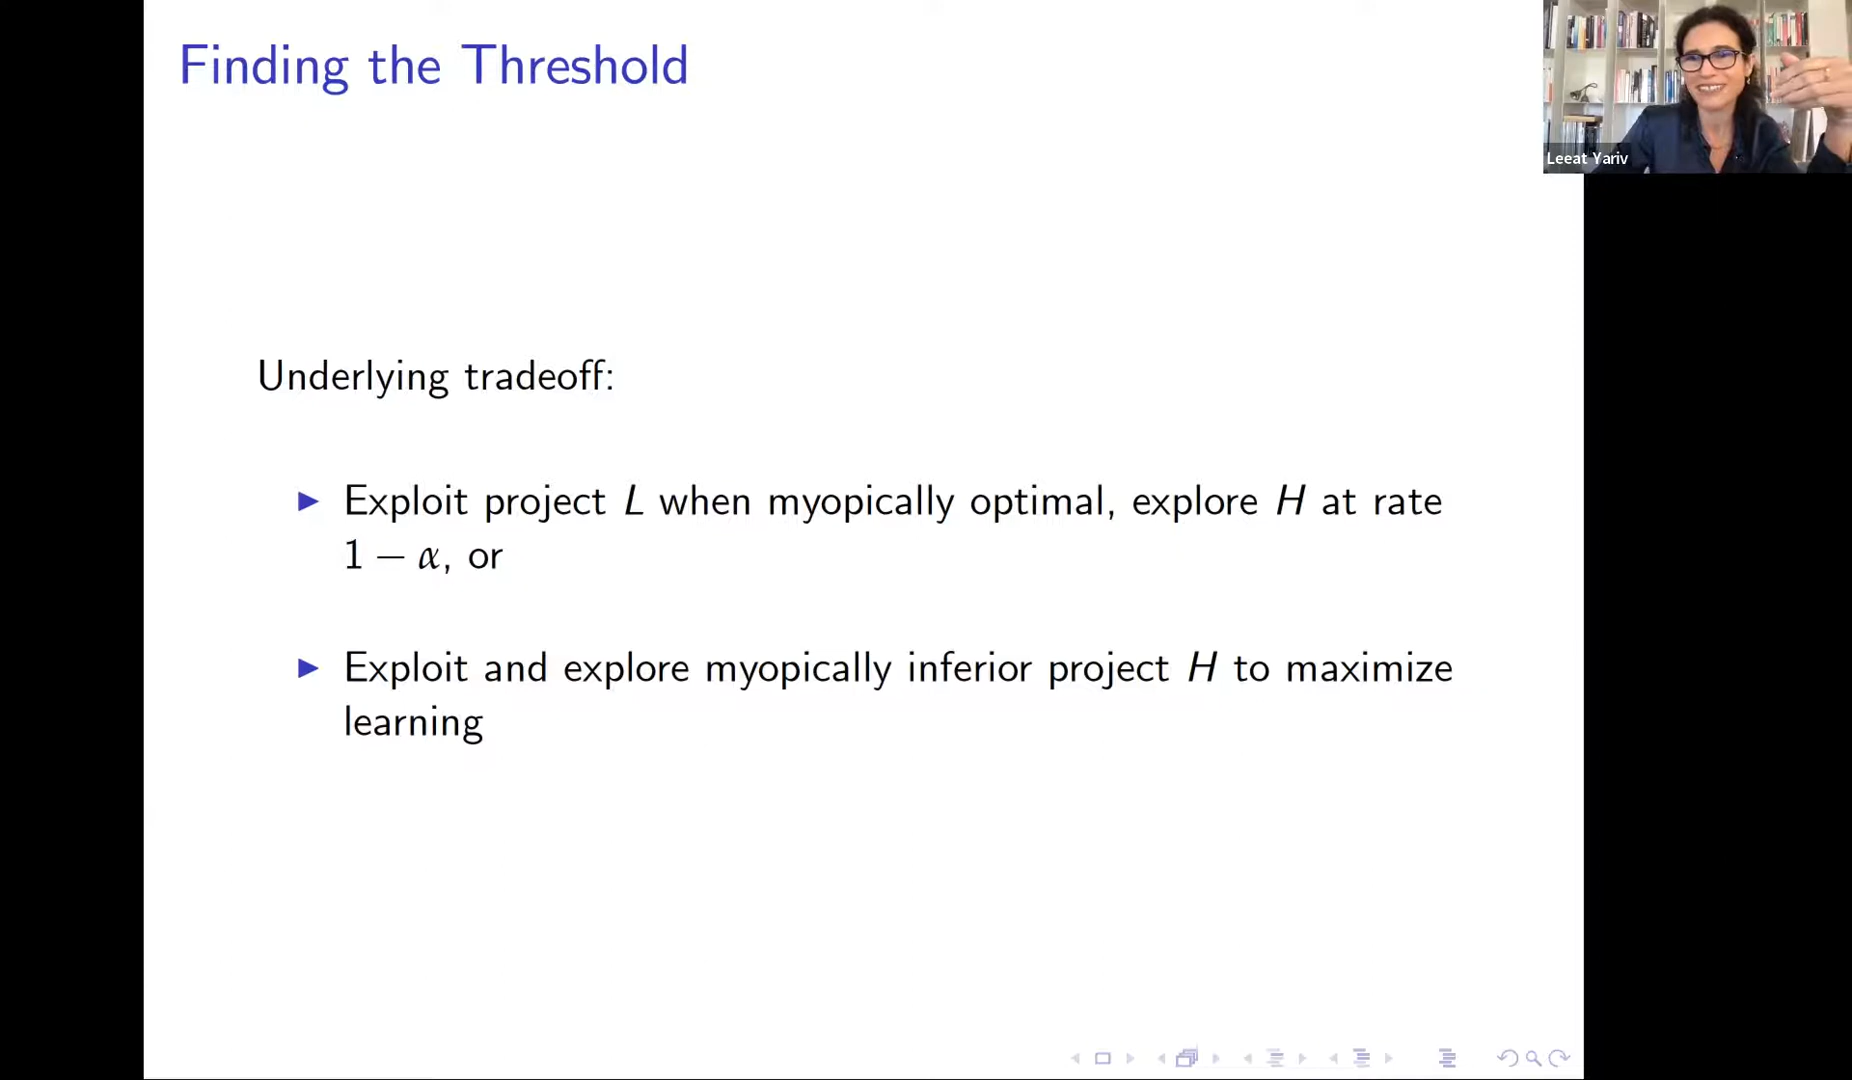 Finding the Threshold
Leeat Yariv
Underlying tradeoff:
▶ Exploit project L when myopically optimal, explore H at rate
1 − α, or
▶ Exploit and explore myopically inferior project H to maximize
learning